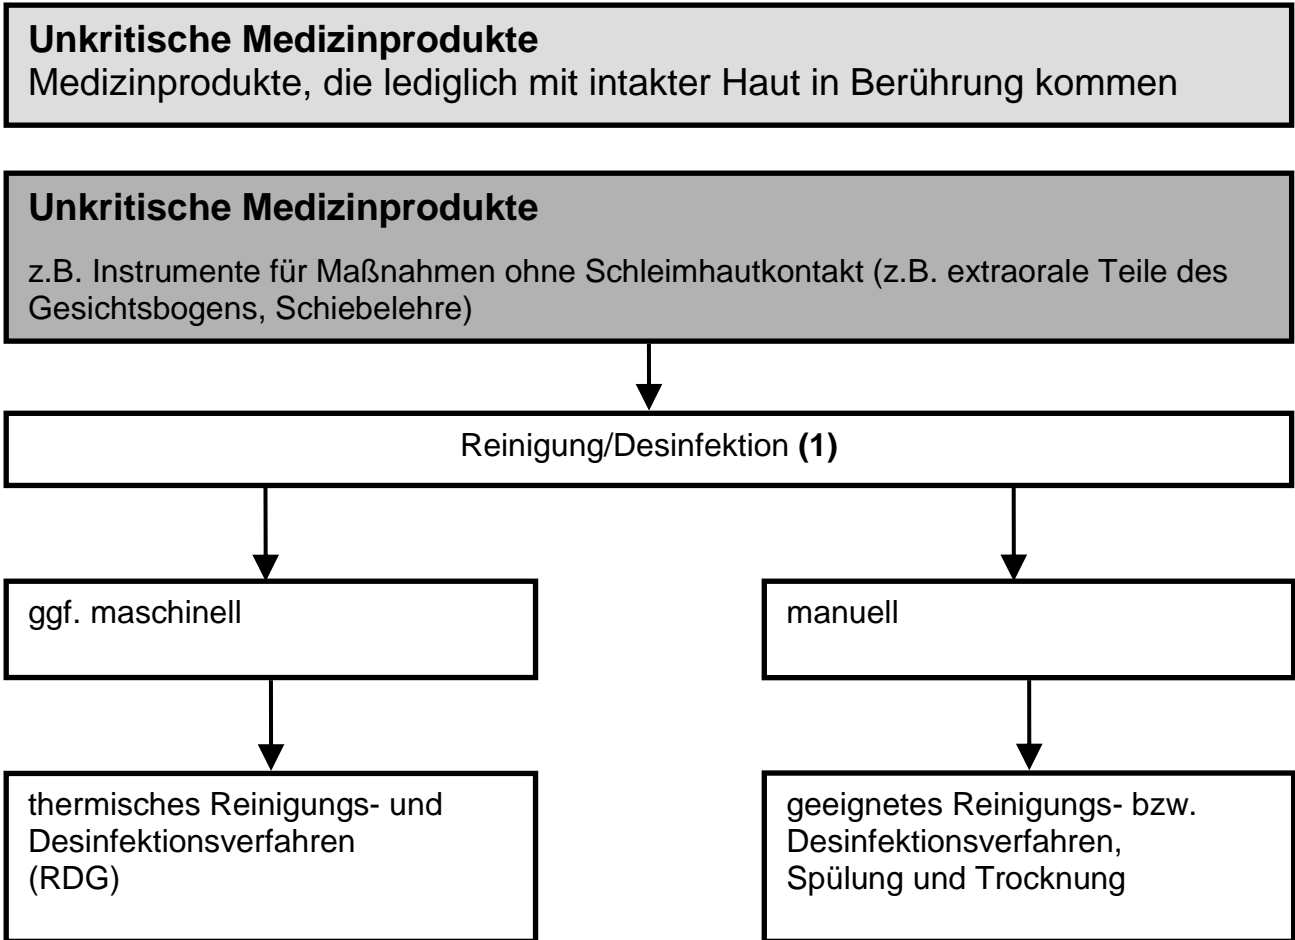 Unkritische Medizinprodukte
Medizinprodukte, die lediglich mit intakter Haut in Berührung kommen
Unkritische Medizinprodukte
z.B. Instrumente für Maßnahmen ohne Schleimhautkontakt (z.B. extraorale Teile des
Gesichtsbogens, Schiebelehre)
Reinigung/Desinfektion (1)
ggf. maschinell
manuell
thermisches Reinigungs- und
Desinfektionsverfahren
(RDG)
geeignetes Reinigungs- bzw.
Desinfektionsverfahren,
Spülung und Trocknung